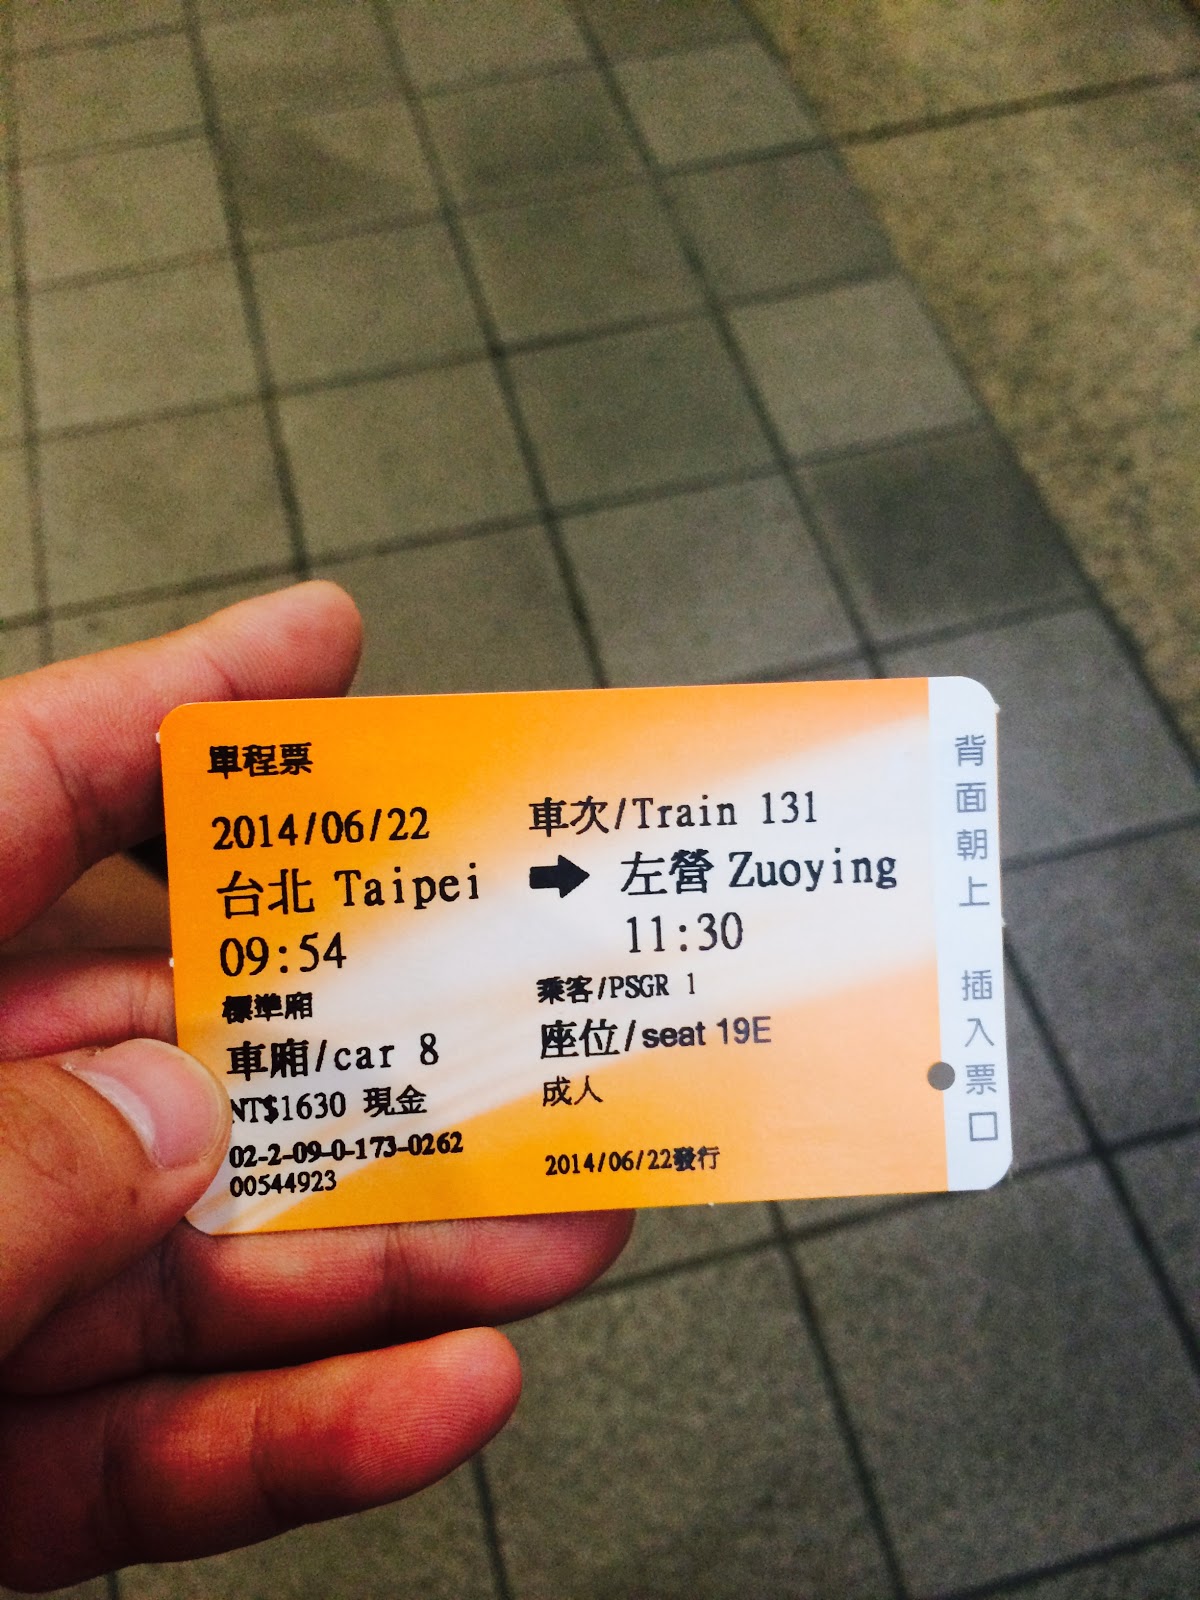 單程票
2014/06/22 車次/Train 131
台北 Taipei ➡ 左營 Zuoying
09:54 11:30
標準廂 乘客/PSGR 1
車廂/car 8 座位/seat 19E
NT$1630 現金 成人
02-2-09-0-173-0262
00544923 2014/06/22發行
背面朝上 插入票口